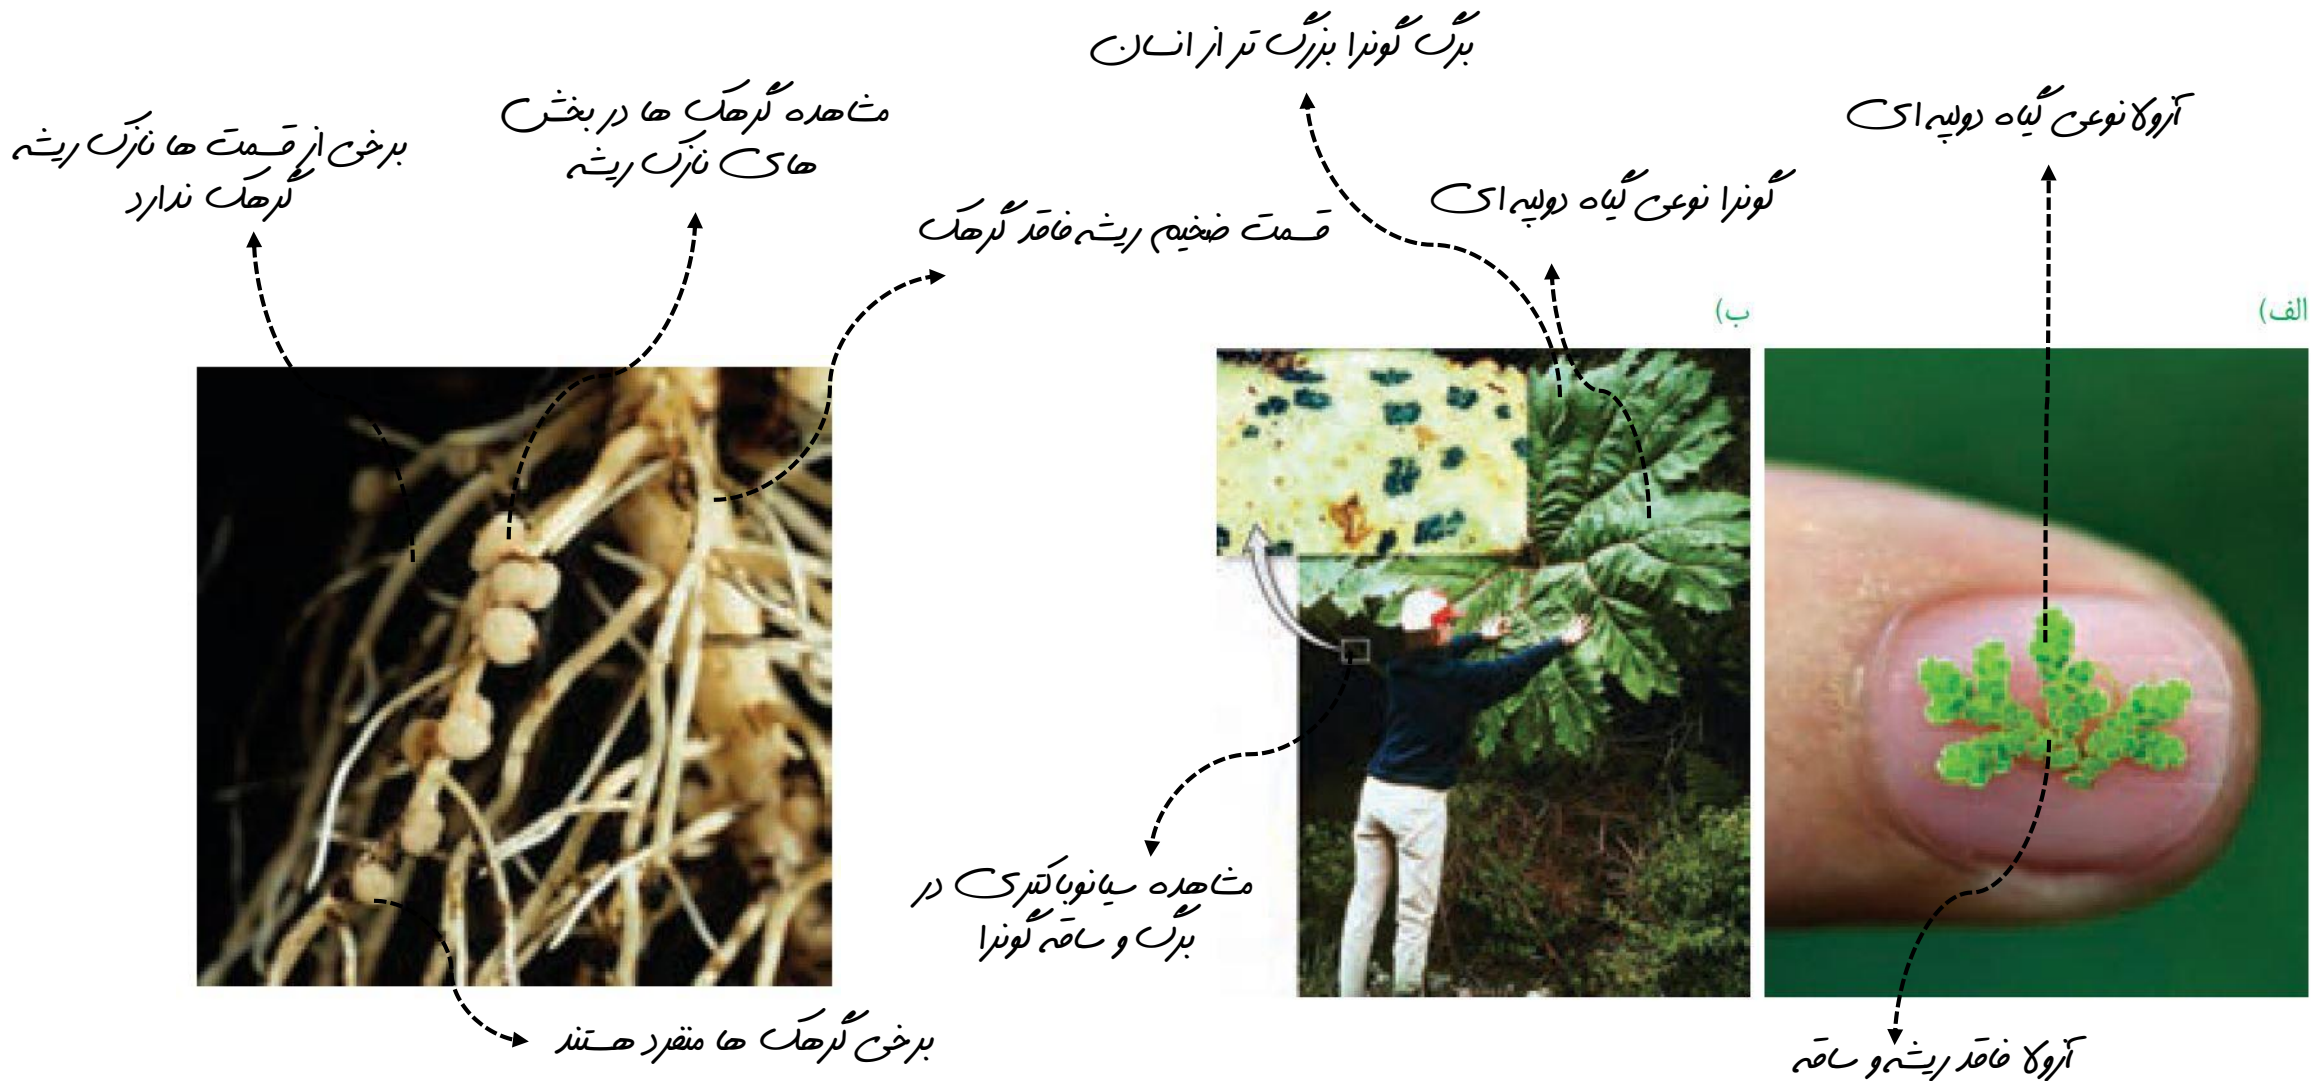 برگ گونرا بزرگ تر از انسان
آزولا نوعی گیاه دولپه ای
مشاهده گرهک ها در بخش
های نازک ریشه
برخی از قسمت ها نازک ریشه
گرهک ندارد
گونرا نوعی گیاه دولپه ای
قسمت ضخیم ریشه فاقد گرهک
الف)
ب)
مشاهده سیانوباکتری در
برگ و ساقه گونرا
برخی گرهک ها منفرد هستند
آزولا فاقد ریشه و ساقه